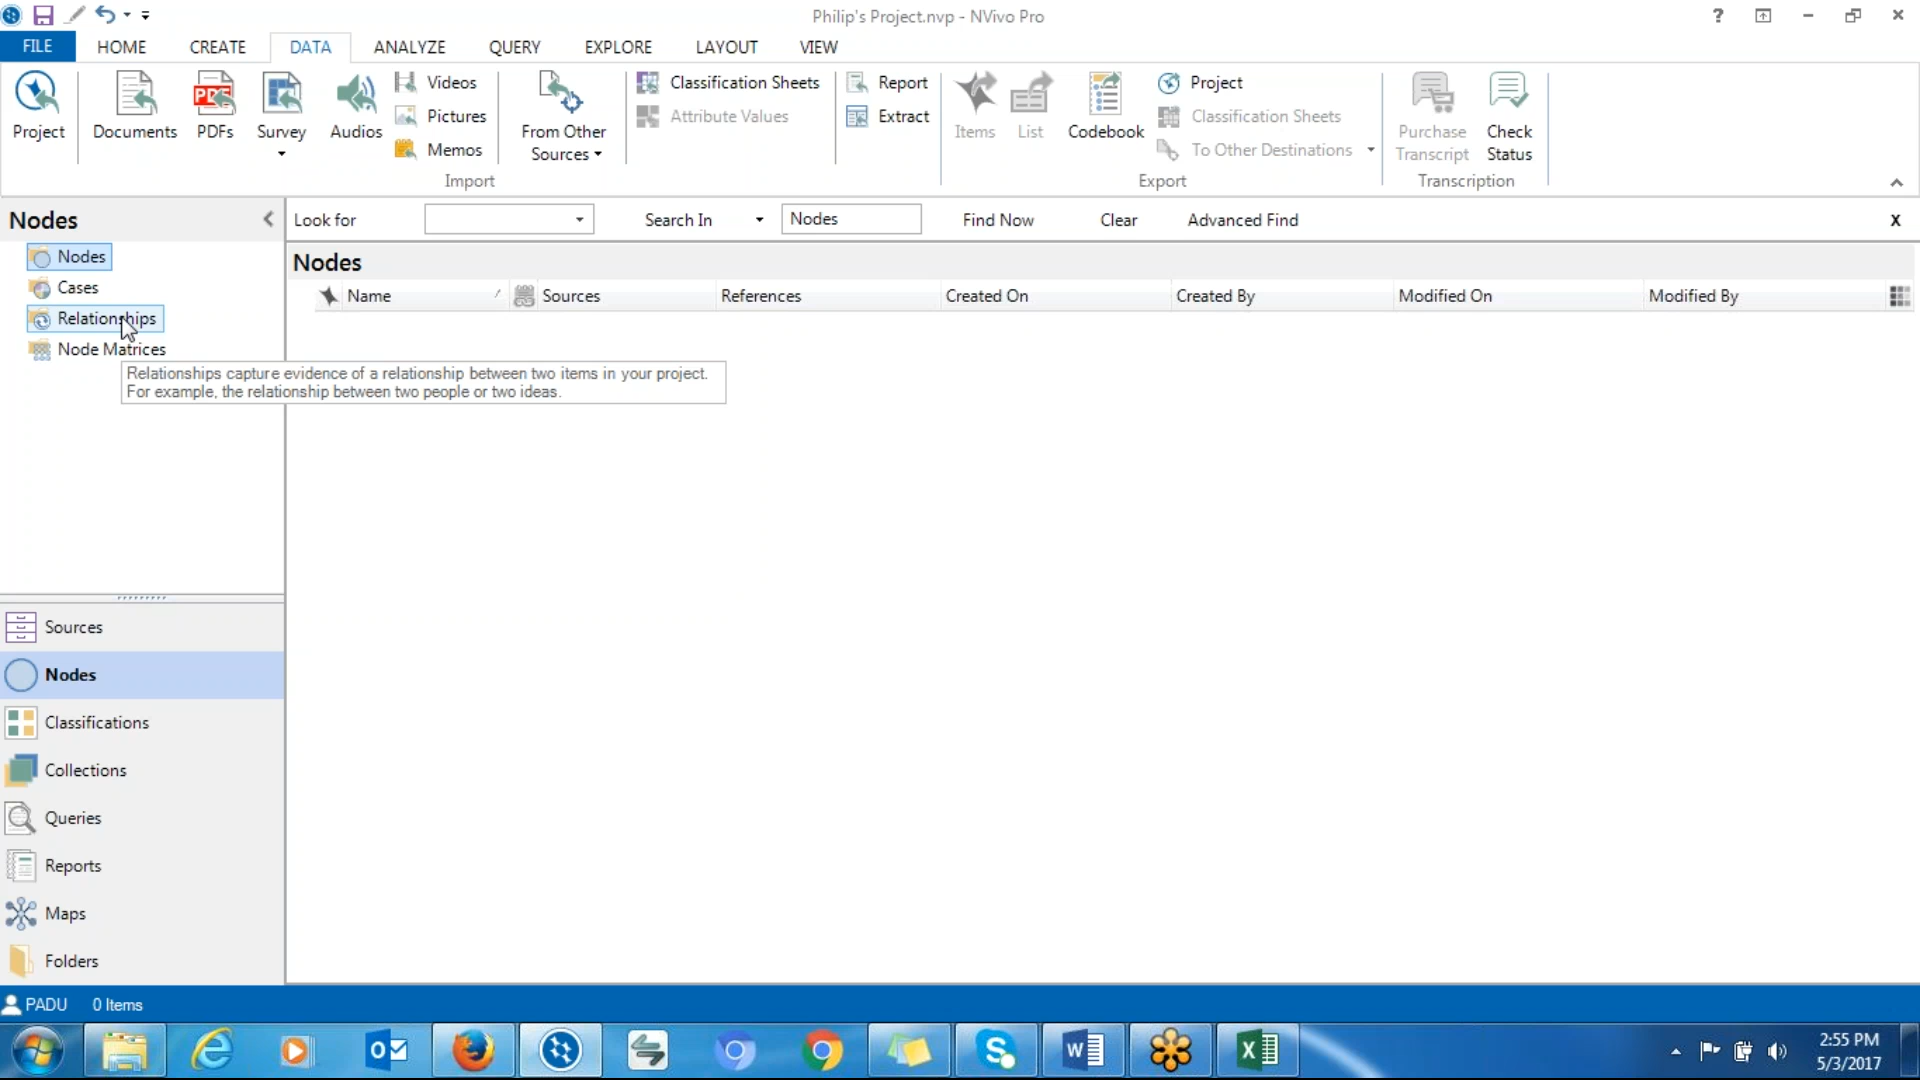 Philip's Project.nvp - NVivo Pro
?
FILE HOME CREATE DATA ANALYZE QUERY EXPLORE LAYOUT VIEW
Project
Documents
PDF
PDFs
Survey
Audios
Videos
Pictures
Memos
From Other
Sources
Classification Sheets
Attribute Values
Report
Extract
Items
List
Codebook
Project
Classification Sheets
To Other Destinations
Purchase
Transcript
Check
Status
Import
Export
Transcription
Nodes
Look for
Search In
Nodes
Find Now
Clear
Advanced Find
X
Nodes
Cases
Relationships
Node Matrices
Nodes
Name Sources References Created On Created By Modified On Modified By
Relationships capture evidence of a relationship between two items in your project.
For example, the relationship between two people or two ideas.
Sources
Nodes
Classifications
Collections
Queries
Reports
Maps
Folders
PADU 0 Items
2:55 PM
5/3/2017